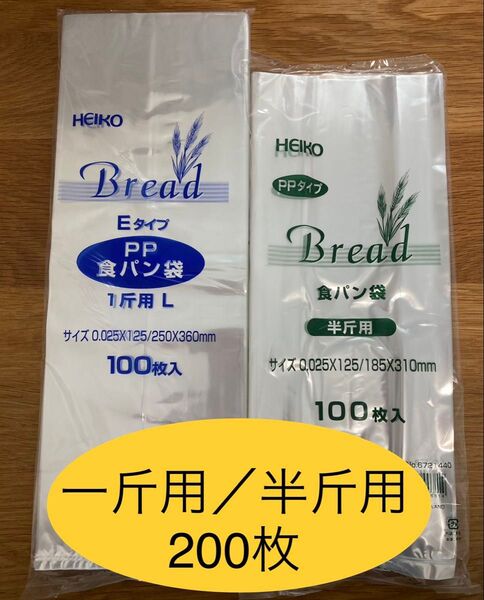 HEIKO
Bread
Eタイプ
PP
食パン袋
1斤用 L
サイズ 0.025X125/250X360mm
100枚入
HEIKO
PPタイプ
Bread
食パン袋
半斤用
サイズ 0.025X125/185X310mm
100枚入
No.6721440
一斤用／半斤用
200枚